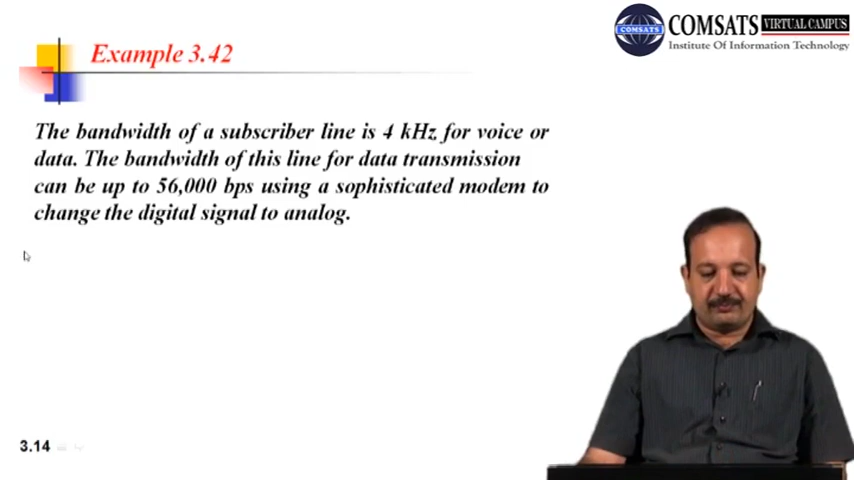 COMSATS VIRTUAL CAMPUS
COMSATS
Institute Of Information Technology
Example 3.42
The bandwidth of a subscriber line is 4 kHz for voice or
data. The bandwidth of this line for data transmission
can be up to 56,000 bps using a sophisticated modem to
change the digital signal to analog.
3.14